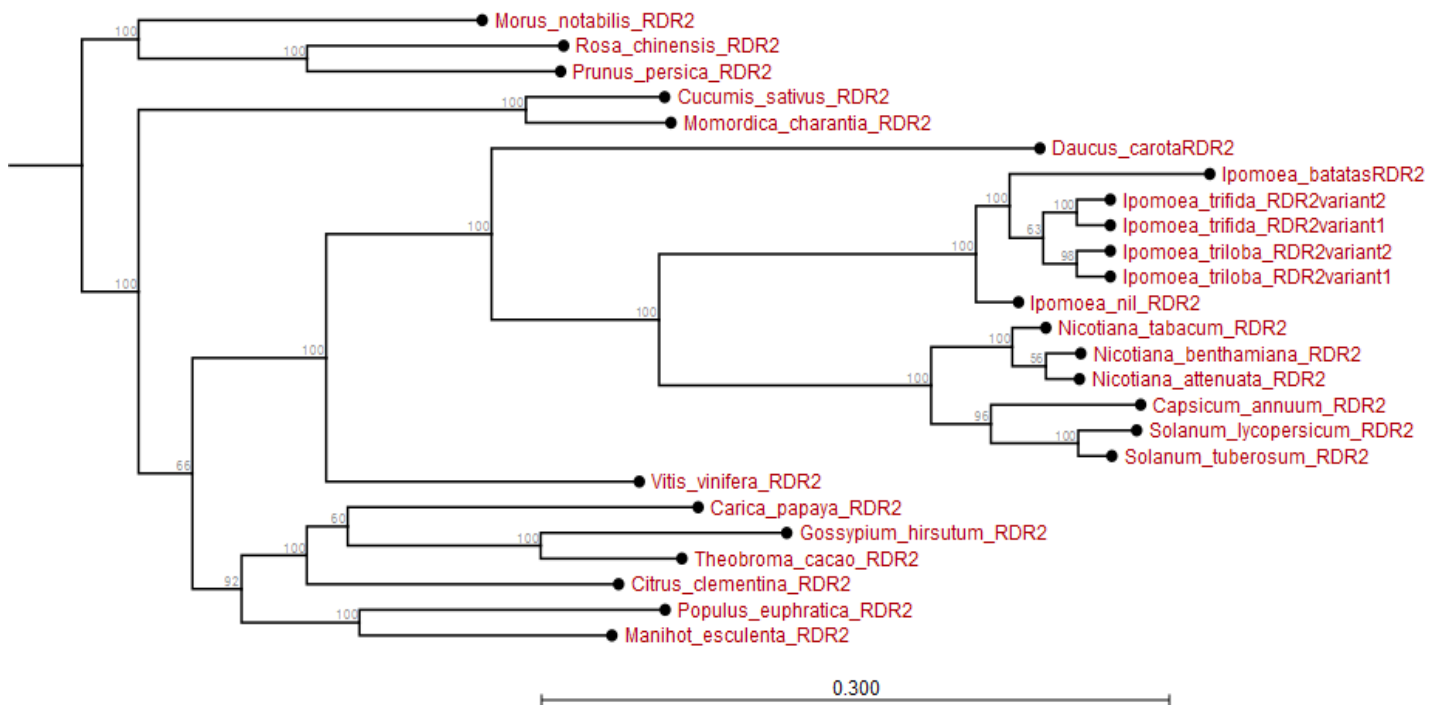 100
Morus_notabilis_RDR2
100
Rosa_chinensis_RDR2
Prunus_persica_RDR2
100
Cucumis_sativus_RDR2
Momordica_charantia_RDR2
Daucus_carotaRDR2
Ipomoea_batatasRDR2
100
100
Ipomoea_trifida_RDR2variant2
Ipomoea_trifida_RDR2variant1
100
63
100
Ipomoea_triloba_RDR2variant2
98
Ipomoea_triloba_RDR2variant1
100
Ipomoea_nil_RDR2
100
Nicotiana_tabacum_RDR2
100
Nicotiana_benthamiana_RDR2
100
56
Nicotiana_attenuata_RDR2
100
Capsicum_annuum_RDR2
96
Solanum_lycopersicum_RDR2
100
Solanum_tuberosum_RDR2
66
Vitis_vinifera_RDR2
Carica_papaya_RDR2
60
Gossypium_hirsutum_RDR2
100
100
Theobroma_cacao_RDR2
92
Citrus_clementina_RDR2
Populus_euphratica_RDR2
100
Manihot_esculenta_RDR2
0.300